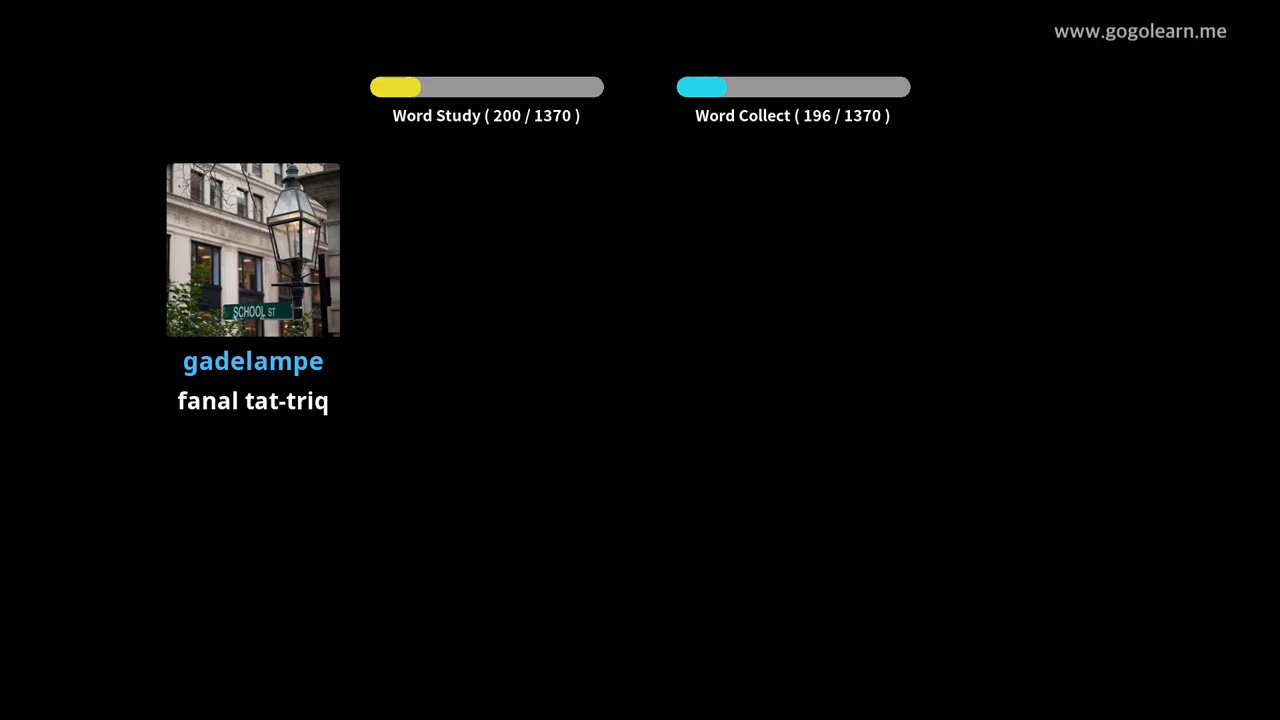 www.gogolearn.me
Word Study ( 200 / 1370 )
Word Collect ( 196 / 1370 )
SCHOOL ST
gadelampe
fanal tat-triq